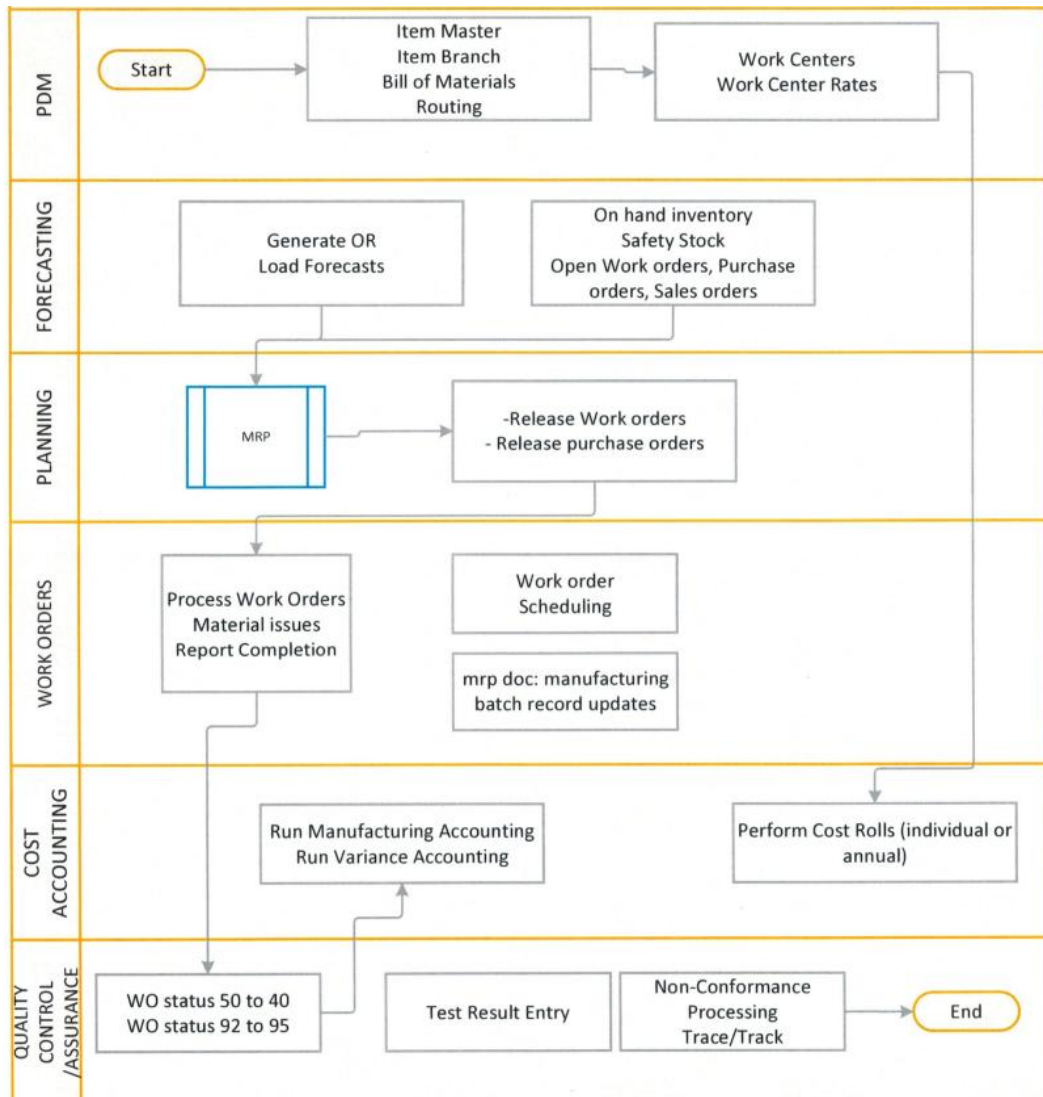 PDM
Start
Item Master
Item Branch
Bill of Materials
Routing
Work Centers
Work Center Rates
FORECASTING
Generate OR
Load Forecasts
On hand inventory
Safety Stock
Open Work orders, Purchase
orders, Sales orders
PLANNING
MRP
-Release Work orders
- Release purchase orders
WORK ORDERS
Process Work Orders
Material issues
Report Completion
Work order
Scheduling
mrp doc: manufacturing
batch record updates
COST
ACCOUNTING
Run Manufacturing Accounting
Run Variance Accounting
Perform Cost Rolls (individual or
annual)
QUALITY
CONTROL
/ASSURANCE
WO status 50 to 40
WO status 92 to 95
Test Result Entry
Non-Conformance
Processing
Trace/Track
End